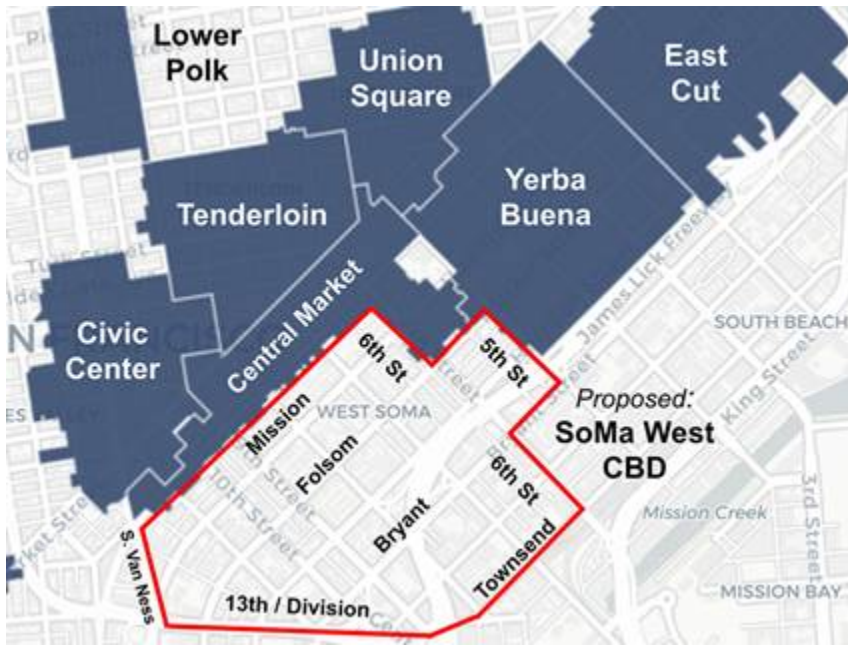 Lower
Polk
Union
Square
East
Cut
Tenderloin
Yerba
Buena
Civic
Center
Central Market
James Lick Freeway
SOUTH BEACH
King Street
6th St
5th St
WEST SOMA
Mission
Folsom
10th Street
Proposed:
SoMa West
CBD
6th St
Bryant
Mission Creek
3rd Street
Townsend
S. Van Ness
13th / Division
MISSION BAY